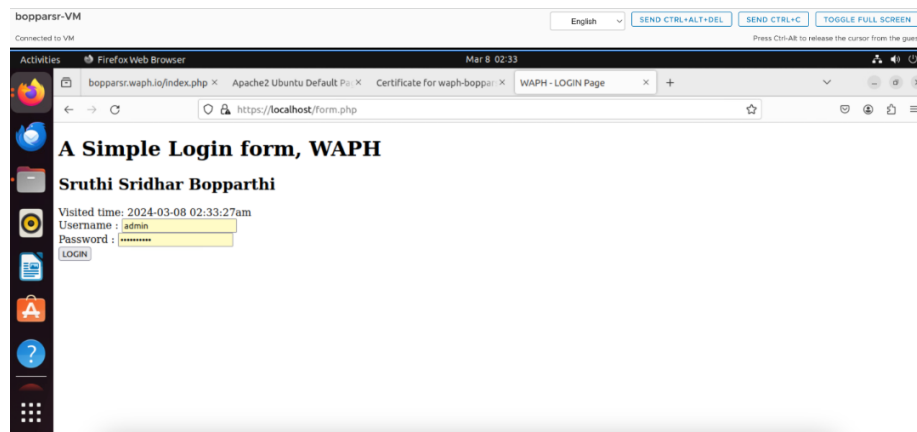 bopparsr-VM
English
SEND CTRL+ALT+DEL
SEND CTRL+C
TOGGLE FULL SCREEN
Connected to VM
Press Ctrl-Alt to release the cursor from the gues
Activities
Firefox Web Browser
Mar 8 02:33
bopparsr.waph.io/index.php
Apache2 Ubuntu Default Pa
Certificate for waph-boppar
WAPH - LOGIN Page
https://localhost/form.php
A Simple Login form, WAPH
Sruthi Sridhar Bopparthi
Visited time: 2024-03-08 02:33:27am
Username : admin
Password : ••••••••••
LOGIN